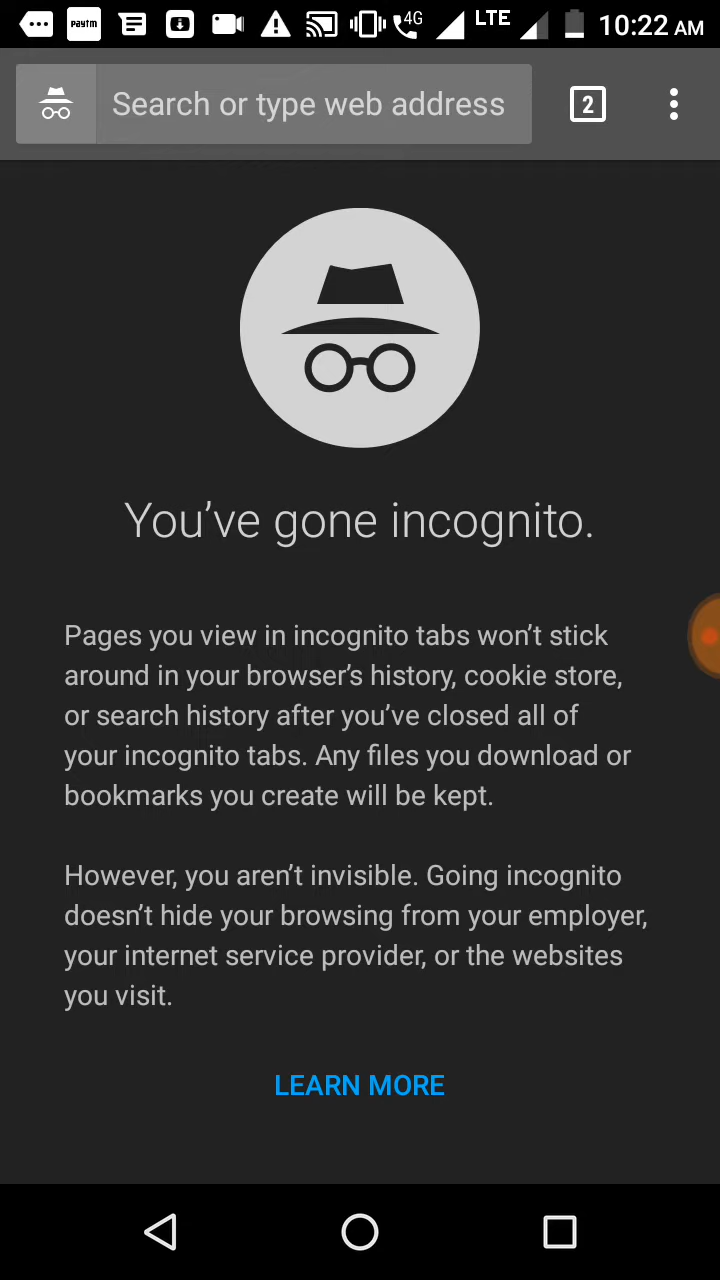 Paytm 4G LTE 10:22 AM
Search or type web address 2
You’ve gone incognito.
Pages you view in incognito tabs won’t stick
around in your browser’s history, cookie store,
or search history after you’ve closed all of
your incognito tabs. Any files you download or
bookmarks you create will be kept.
However, you aren’t invisible. Going incognito
doesn’t hide your browsing from your employer,
your internet service provider, or the websites
you visit.
LEARN MORE